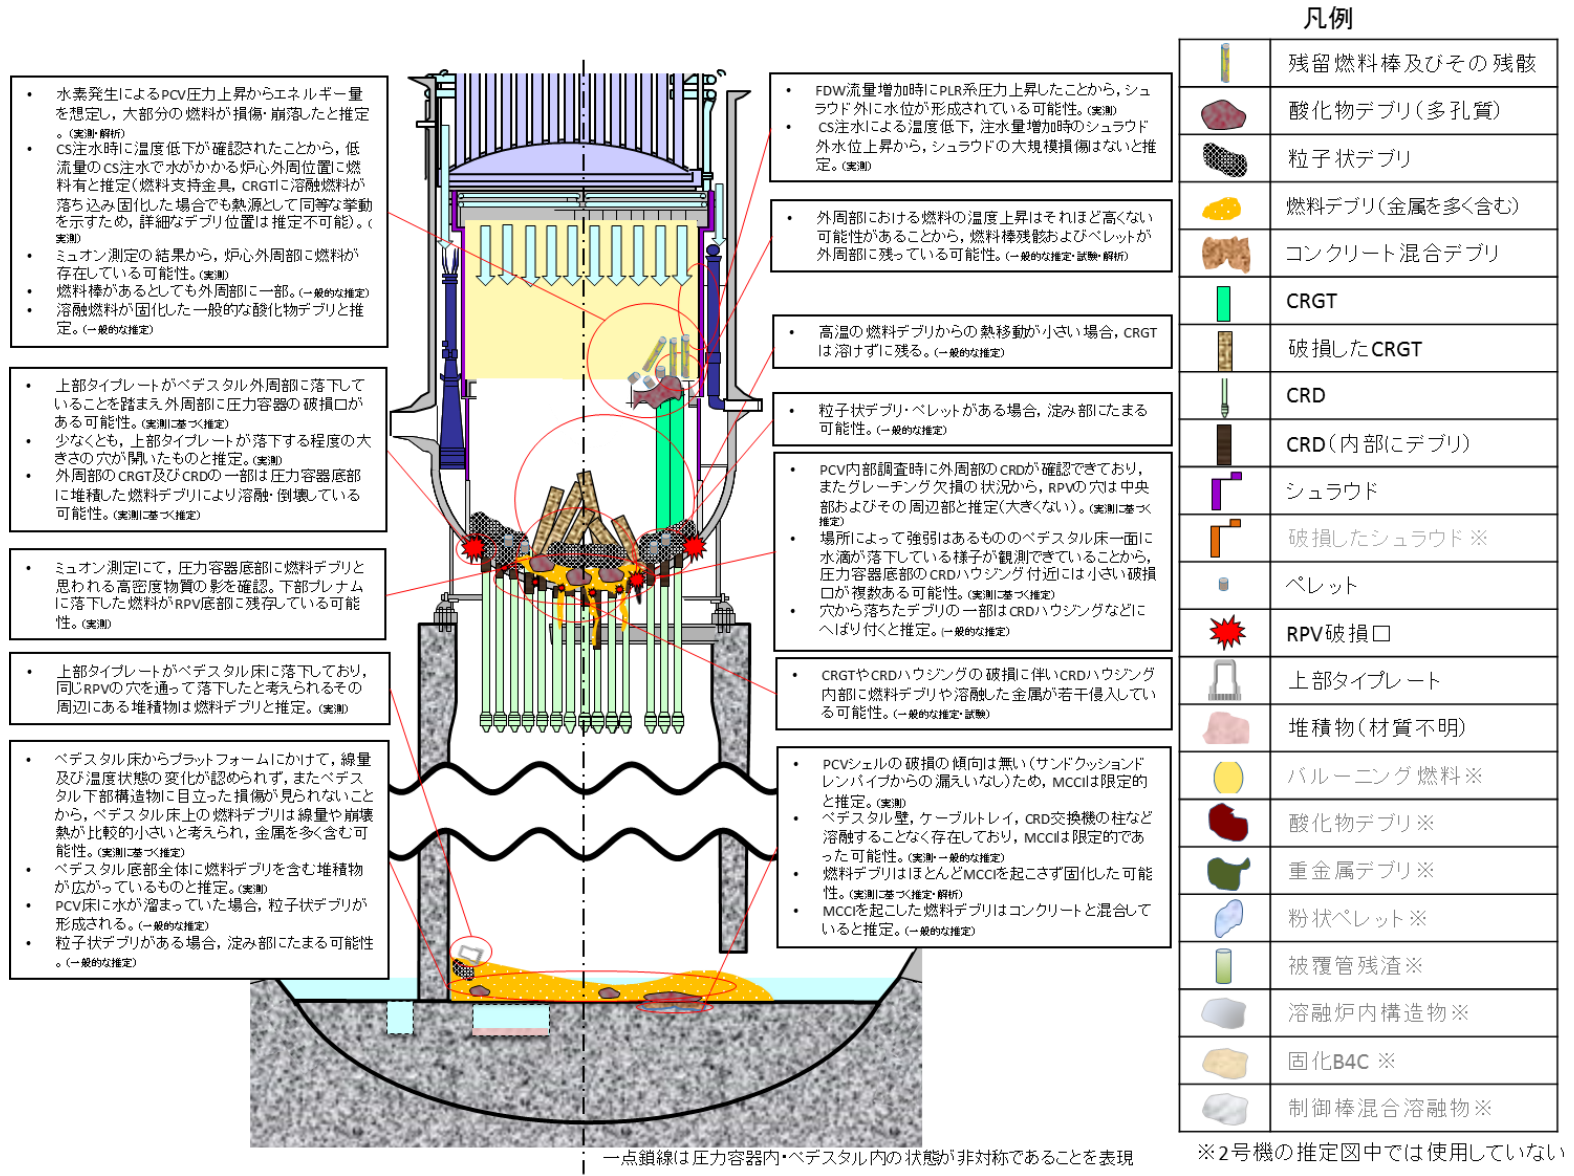 凡例
・ 水素発生によるPCV圧力上昇からエネルギー量
を想定し，大部分の燃料が損傷・崩落したと推定
。（実測・解析）
・ CS注水時に温度低下が確認されたことから，低
流量のCS注水で水がかかる炉心外周位置に燃
料有と推定（燃料支持金具，CRGTに溶融燃料が
落ち込み固化した場合でも熱源として同等な挙動
を示すため，詳細なデブリ位置は推定不可能）。（
実測）
・ ミュオン測定の結果から，炉心外周部に燃料が
存在している可能性。（実測）
・ 燃料棒があるとしても外周部に一部。（一般的な推定）
・ 溶融燃料が固化した一般的な酸化物デブリと推
定。（一般的な推定）
・ 上部タイプレートがペデスタル外周部に落下して
いることを踏まえ外周部に圧力容器の破損口が
ある可能性。（実測に基づく推定）
・ 少なくとも，上部タイプレートが落下する程度の大
きさの穴が開いたものと推定。（実測）
・ 外周部のCRGT及びCRDの一部は圧力容器底部
に堆積した燃料デブリにより溶融・倒壊している
可能性。（実測に基づく推定）
・ ミュオン測定にて，圧力容器底部に燃料デブリと
思われる高密度物質の影を確認。下部プレナム
に落下した燃料がRPV底部に残存している可能
性。（実測）
・ 上部タイプレートがペデスタル床に落下しており，
同じRPVの穴を通って落下したと考えられるその
周辺にある堆積物は燃料デブリと推定。（実測）
・ ペデスタル床からプラットフォームにかけて，線量
及び温度状態の変化が認められず，またペデス
タル下部構造物に目立った損傷が見られないこと
から，ペデスタル床上の燃料デブリは線量や崩壊
熱が比較的小さいと考えられ，金属を多く含む可
能性。（実測に基づく推定）
・ ペデスタル底部全体に燃料デブリを含む堆積物
が広がっているものと推定。（実測）
・ PCV床に水が溜まっていた場合，粒子状デブリが
形成される。（一般的な推定）
・ 粒子状デブリがある場合，淀み部にたまる可能性
。（一般的な推定）
・ FDW流量増加時にPLR系圧力上昇したことから，シュ
ラウド外に水位が形成されている可能性。（実測）
・ CS注水による温度低下，注水量増加時のシュラウド
外水位上昇から，シュラウドの大規模損傷はないと推
定。（実測）
・ 外周部における燃料の温度上昇はそれほど高くない
可能性があることから，燃料棒残骸およびペレットが
外周部に残っている可能性。（一般的な推定・試験・解析）
・ 高温の燃料デブリからの熱移動が小さい場合，CRGT
は溶けずに残る。（一般的な推定）
・ 粒子状デブリ・ペレットがある場合，淀み部にたまる
可能性。（一般的な推定）
・ PCV内部調査時に外周部のCRDが確認できており，
またグレーチング欠損の状況から，RPVの穴は中央
部およびその周辺部と推定（大きくない）。（実測に基づく
推定）
・ 場所によって強弱はあるもののペデスタル床一面に
水滴が落下している様子が観測できていることから，
圧力容器底部のCRDハウジング付近には小さい破損
口が複数ある可能性。（実測に基づく推定）
・ 穴から落ちたデブリの一部はCRDハウジングなどに
へばり付くと推定。（一般的な推定）
・ CRGTやCRDハウジングの破損に伴いCRDハウジング
内部に燃料デブリや溶融した金属が若干侵入してい
る可能性。（一般的な推定・試験）
・ PCVシェルの破損の傾向は無い（サンドクッションド
レンパイプからの漏えいなし）ため，MCCIは限定的
と推定。（実測）
・ ペデスタル壁，ケーブルトレイ，CRD交換機の柱など
溶融することなく存在しており，MCCIは限定的であ
った可能性。（実測・一般的な推定）
・ 燃料デブリはほとんどMCCIを起こさず固化した可能
性。（実測に基づく推定・解析）
・ MCCIを起こした燃料デブリはコンクリートと混合して
いると推定。（一般的な推定）
残留燃料棒及びその残骸
酸化物デブリ（多孔質）
粒子状デブリ
燃料デブリ（金属を多く含む）
コンクリート混合デブリ
CRGT
破損したCRGT
CRD
CRD（内部にデブリ）
シュラウド
破損したシュラウド※
ペレット
RPV破損口
上部タイプレート
堆積物（材質不明）
バルーニング燃料※
酸化物デブリ※
重金属デブリ※
粉状ペレット※
被覆管残渣※
溶融炉内構造物※
固化B4C ※
制御棒混合溶融物※
※2号機の推定図中では使用していない
一点鎖線は圧力容器内・ペデスタル内の状態が非対称であることを表現